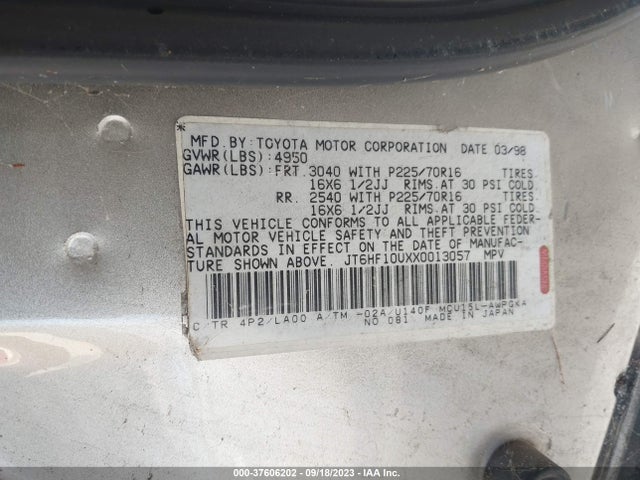 MFD. BY: TOYOTA MOTOR CORPORATION DATE 03/98
GVWR(LBS):4950
GAWR(LBS):FRT. 3040 WITH P225/70R16 TIRES.
16X6 1/2JJ RIMS.AT 30 PSI COLD.
RR. 2540 WITH P225/70R16 TIRES.
16X6 1/2JJ RIMS.AT 30 PSI COLD.
THIS VEHICLE CONFORMS TO ALL APPLICABLE FEDER-
AL MOTOR VEHICLE SAFETY AND THEFT PREVENTION
STANDARDS IN EFFECT ON THE DATE OF MANUFAC-
TURE SHOWN ABOVE. JT6HF10UXX0013057 MPV
C/TR 4P2/LA00 A/TM -02A/U140F MCU15L-AWPGKA
NO 081 MADE IN JAPAN
TOYOTA
000-37606202 - 09/18/2023 - IAA Inc.